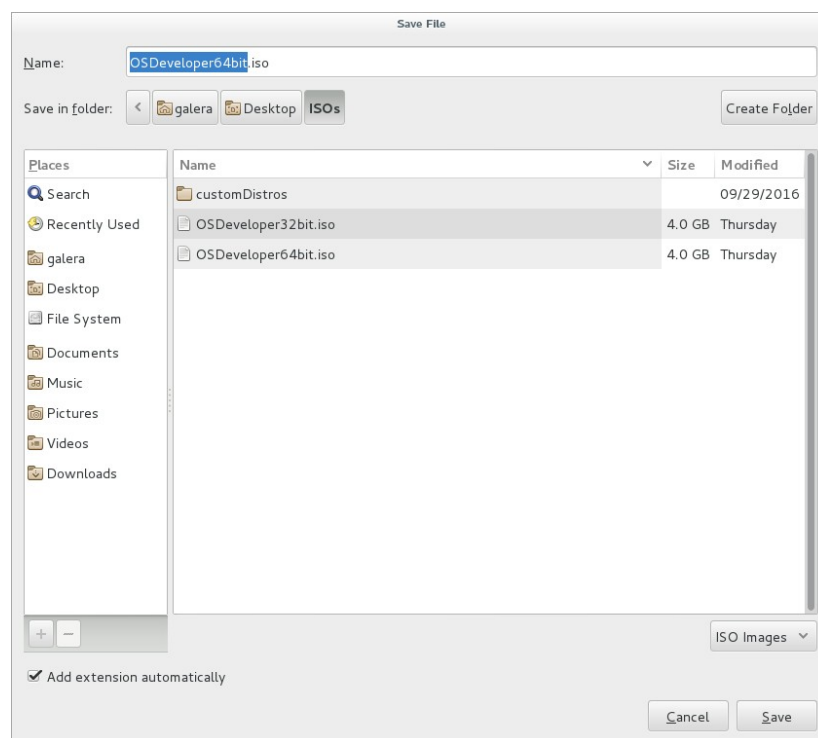 Save File
Name: OSDeveloper64bit.iso
Save in folder: < galera Desktop ISOs Create Folder
Places Name Size Modified
Search customDistros 09/29/2016
Recently Used OSDeveloper32bit.iso 4.0 GB Thursday
galera OSDeveloper64bit.iso 4.0 GB Thursday
Desktop
File System
Documents
Music
Pictures
Videos
Downloads
+ − ISO Images
Add extension automatically
Cancel Save